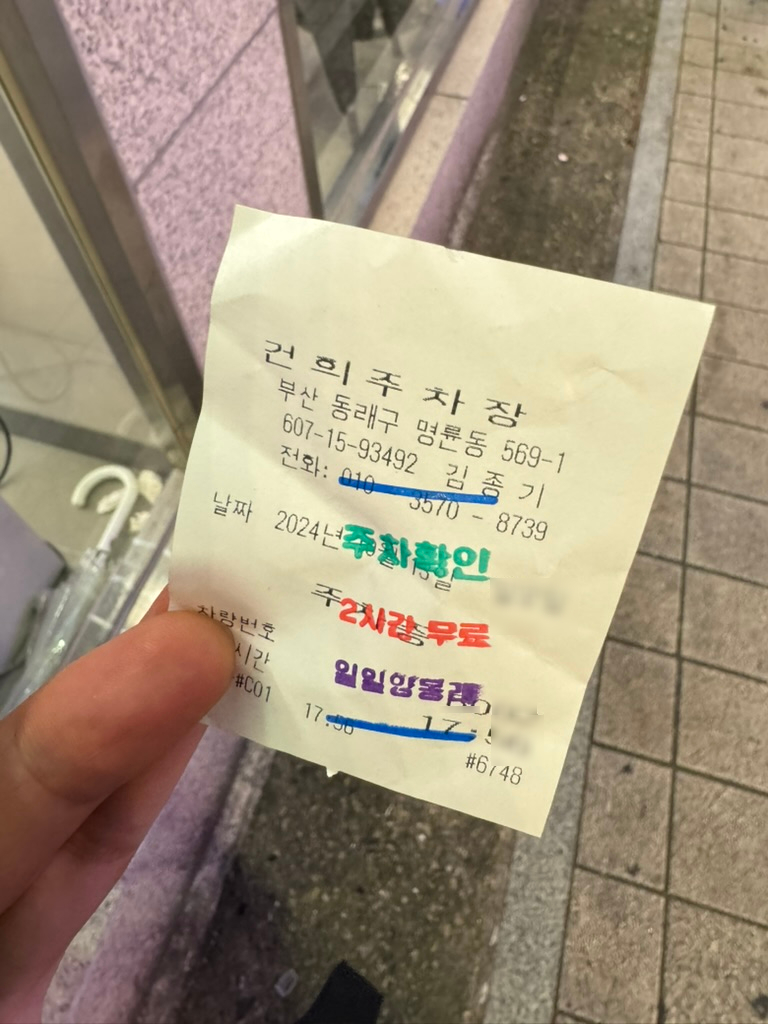 건희주차장
부산 동래구 명륜동 569-1
607-15-93492 김종기
전화: 010 3570 - 8739
날짜 2024년
주차확인
2시간 무료
차량번호
시간
#C01
17:
#6748